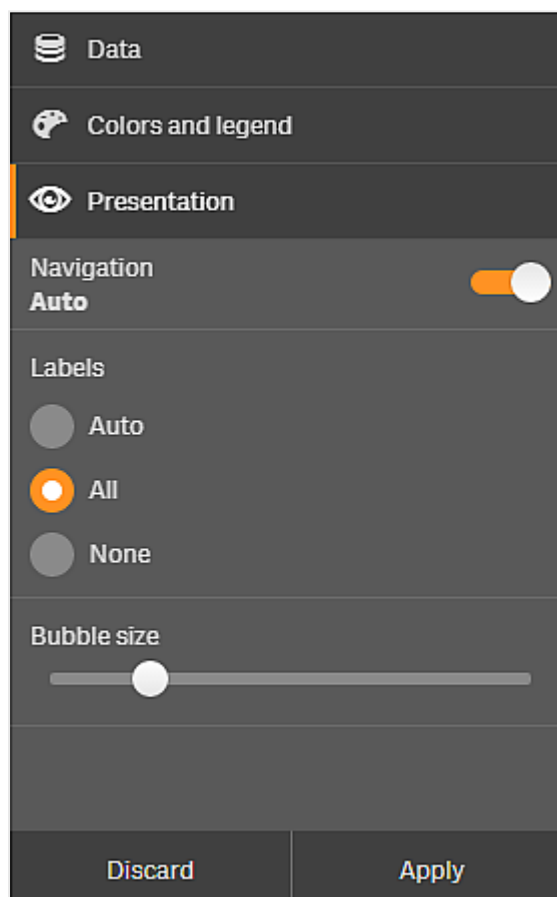 Data
Colors and legend
Presentation
Navigation
Auto
Labels
Auto
All
None
Bubble size
Discard
Apply